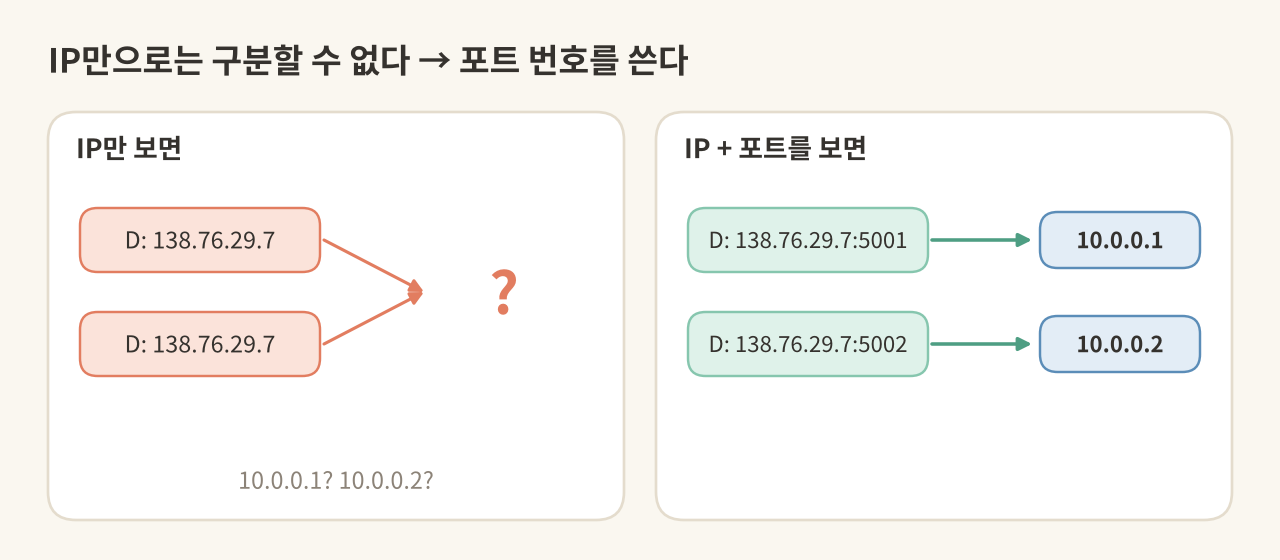 IP만으로는 구분할 수 없다 → 포트 번호를 쓴다
IP만 보면
D: 138.76.29.7
D: 138.76.29.7
?
10.0.0.1? 10.0.0.2?
IP + 포트를 보면
D: 138.76.29.7:5001
10.0.0.1
D: 138.76.29.7:5002
10.0.0.2